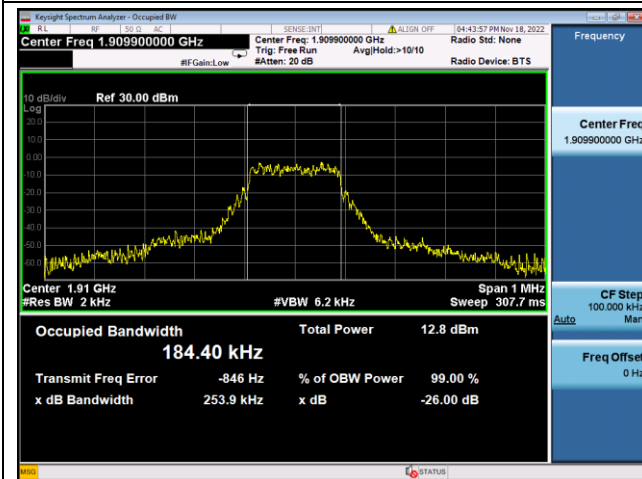 Keysight Spectrum Analyzer - Occupied BW
RL RF 50 Ω AC SENSE:INT ALIGN OFF 04:43:57 PM Nov 18, 2022
Center Freq 1.909900000 GHz
Center Freq: 1.909900000 GHz
Radio Std: None
Trig: Free Run Avg|Hold:>10/10
#IFGain:Low #Atten: 20 dB Radio Device: BTS
Frequency
10 dB/div Ref 30.00 dBm
Log
20.0
10.0
0.00
-10.0
-20.0
-30.0
-40.0
-50.0
-60.0
Center 1.91 GHz Span 1 MHz
#Res BW 2 kHz #VBW 6.2 kHz Sweep 307.7 ms
Occupied Bandwidth Total Power 12.8 dBm
184.40 kHz
Transmit Freq Error -846 Hz % of OBW Power 99.00 %
x dB Bandwidth 253.9 kHz x dB -26.00 dB
Center Freq
1.909900000 GHz
CF Step
100.000 kHz
Auto Man
Freq Offset
0 Hz
MSG STATUS